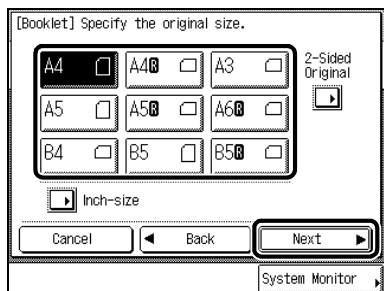 [Booklet] Specify the original size.
A4 A4R A3
2-Sided
Original
A5 A5R A6R
B4 B5 B5R
Inch-size
Cancel Back Next
System Monitor